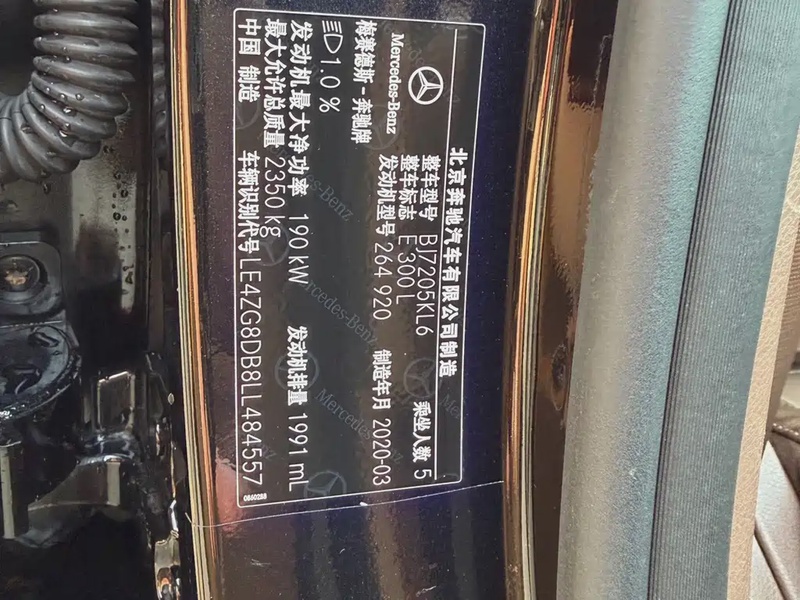 北京奔驰汽车有限公司制造
Mercedes-Benz
整车型号 BJ7205KL6 乘坐人数 5
整车标志 E 300 L
发动机型号 264 920 制造年月 2020-03
梅赛德斯-奔驰牌
1.0 %
发动机最大净功率 190 kW 发动机排量 1991 mL
最大允许总质量 2350 kg
中国 制造 车辆识别代号 LE4ZG8DB8LL484557
0860288